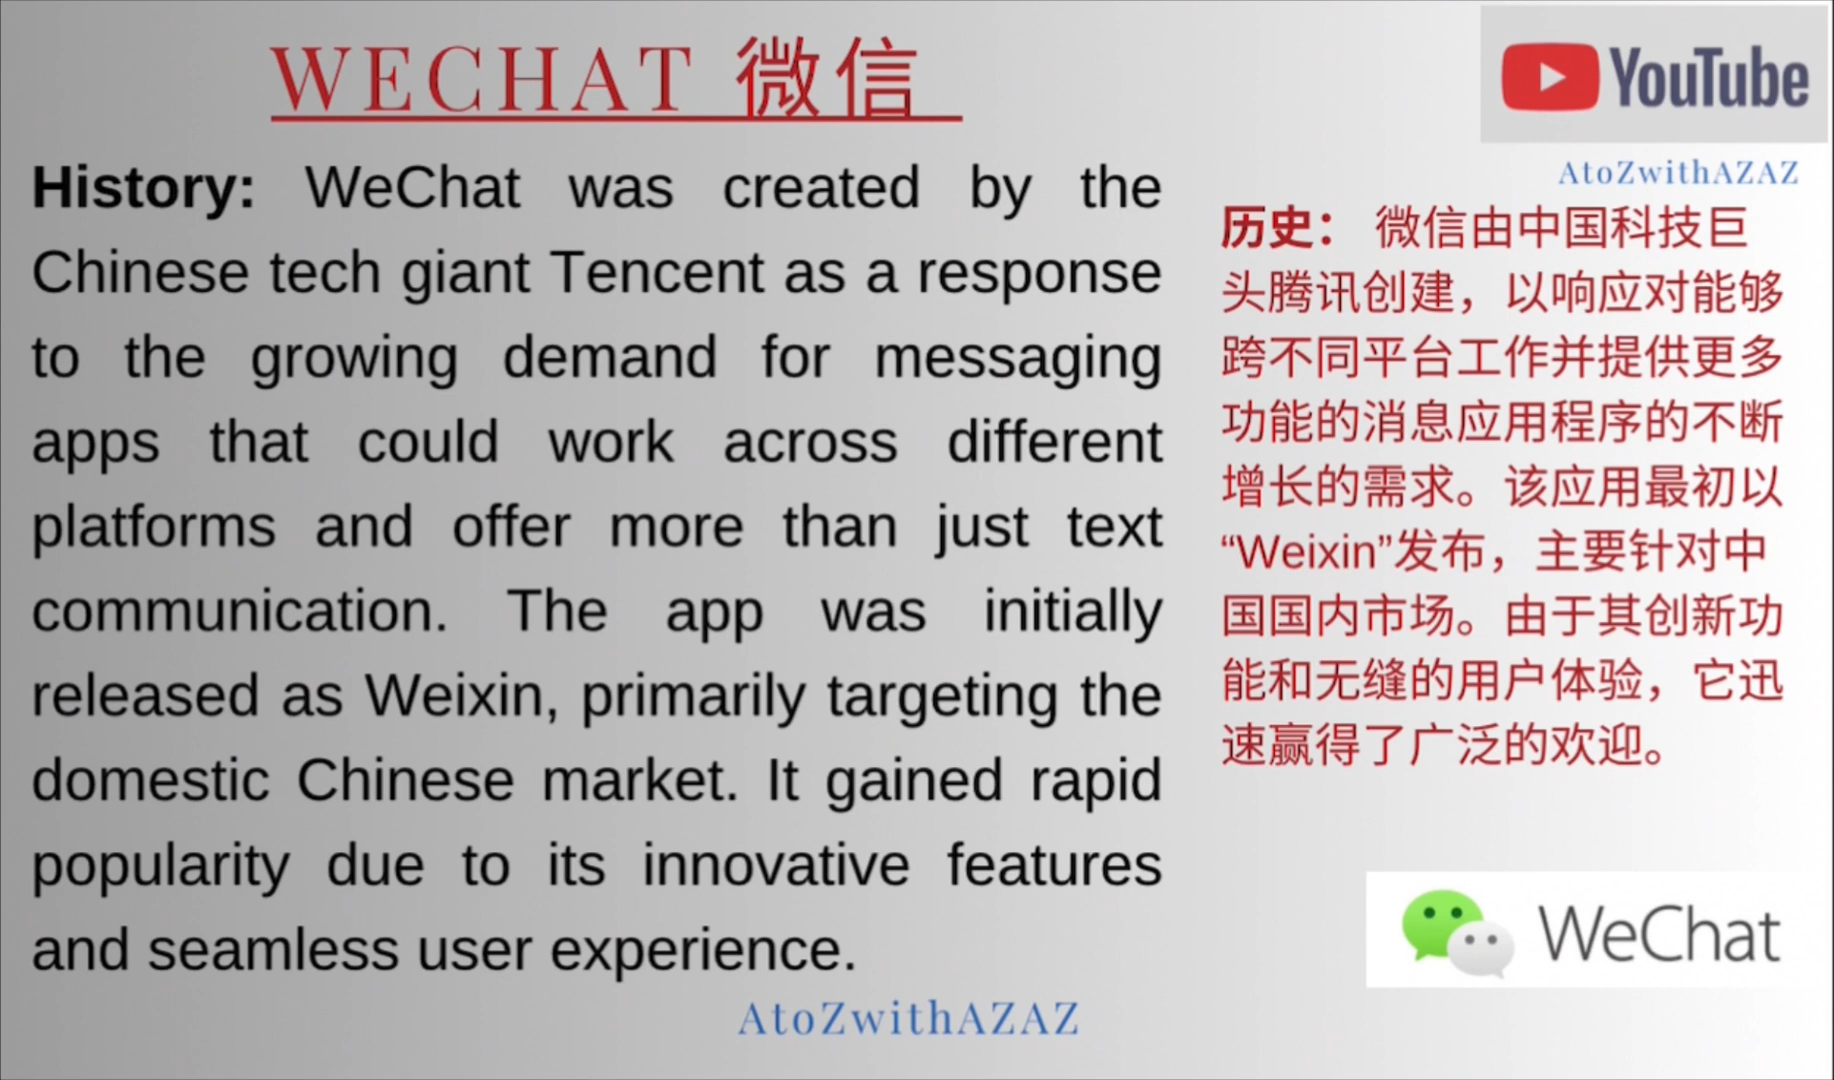 WECHAT 微信
YouTube
AtoZwithAZAZ
History: WeChat was created by the
Chinese tech giant Tencent as a response
to the growing demand for messaging
apps that could work across different
platforms and offer more than just text
communication. The app was initially
released as Weixin, primarily targeting the
domestic Chinese market. It gained rapid
popularity due to its innovative features
and seamless user experience.
历史： 微信由中国科技巨
头腾讯创建，以响应对能够
跨不同平台工作并提供更多
功能的消息应用程序的不断
增长的需求。该应用最初以
“Weixin”发布，主要针对中
国国内市场。由于其创新功
能和无缝的用户体验，它迅
速赢得了广泛的欢迎。
WeChat
AtoZwithAZAZ